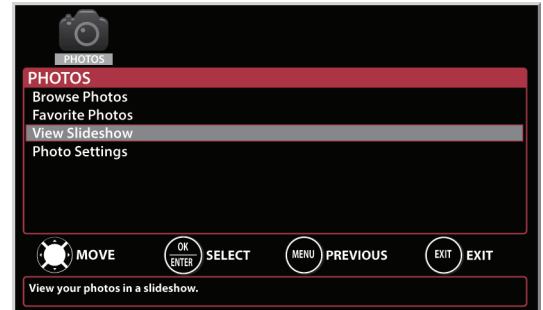 PHOTOS
PHOTOS
Browse Photos
Favorite Photos
View Slideshow
Photo Settings
MOVE OK ENTER SELECT MENU PREVIOUS EXIT EXIT
View your photos in a slideshow.